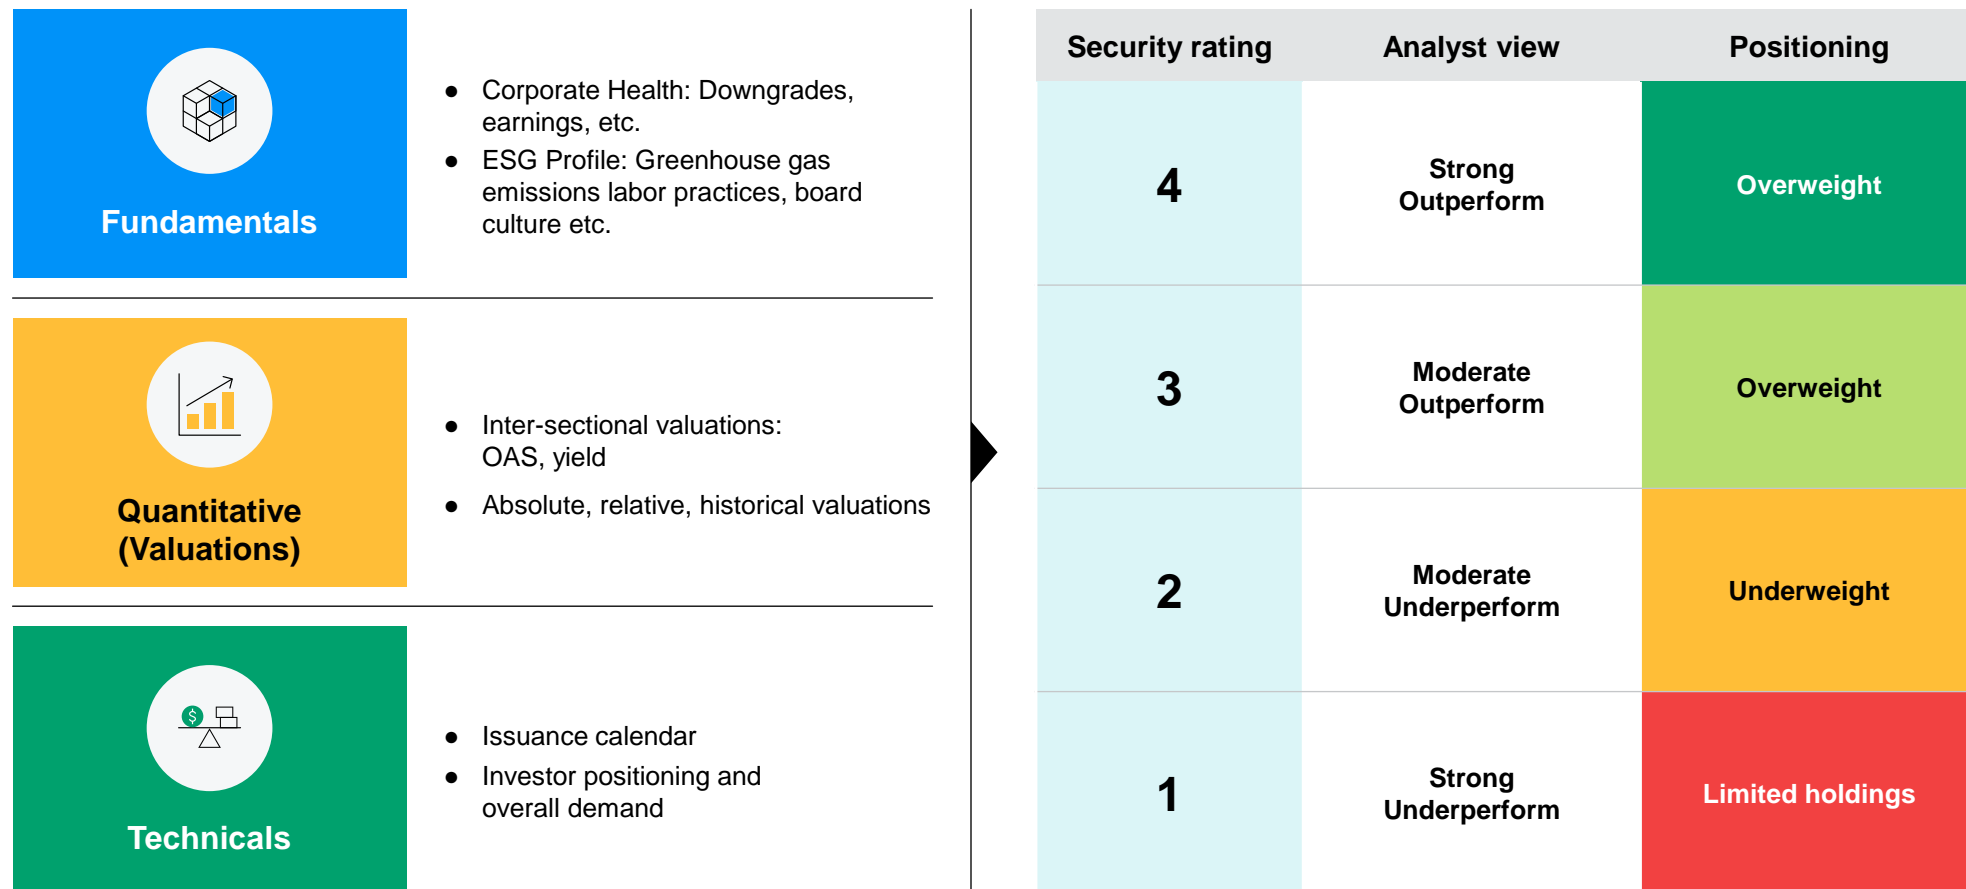 Fundamentals
● Corporate Health: Downgrades,
earnings, etc.
● ESG Profile: Greenhouse gas
emissions labor practices, board
culture etc.
Quantitative
(Valuations)
● Inter-sectional valuations:
OAS, yield
● Absolute, relative, historical valuations
$
Technicals
● Issuance calendar
● Investor positioning and
overall demand
Security rating Analyst view Positioning
4
Strong
Outperform
Overweight
3
Moderate
Outperform
Overweight
2
Moderate
Underperform
Underweight
1
Strong
Underperform
Limited holdings